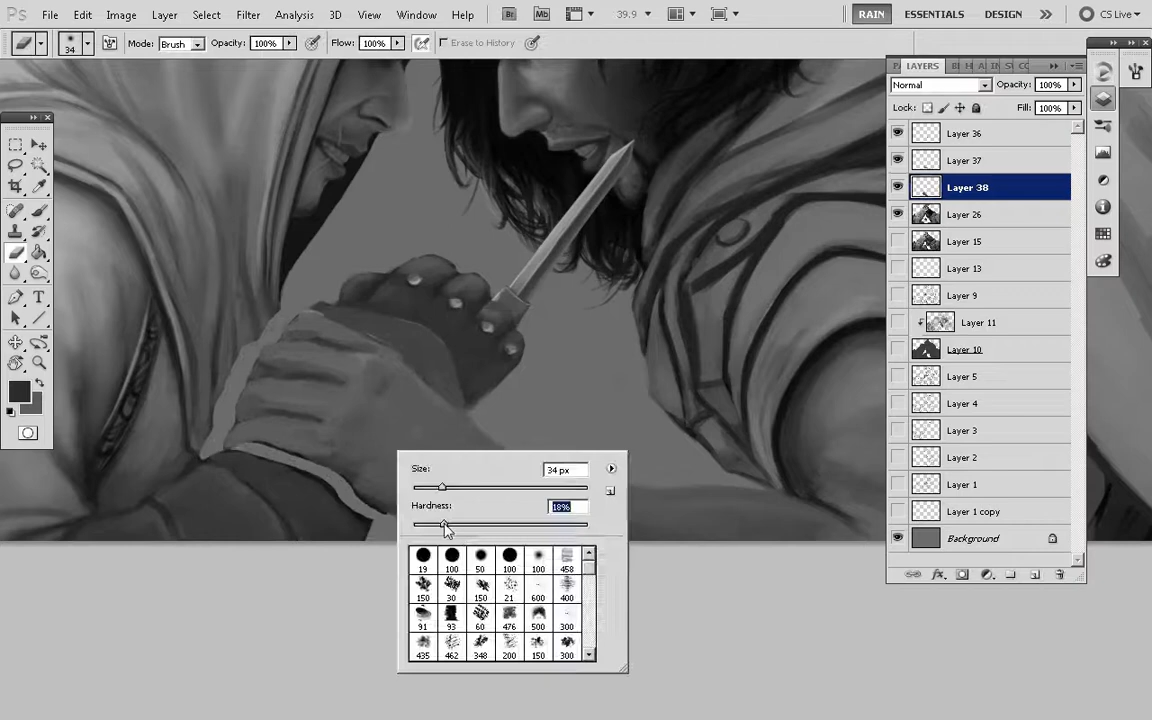 Ps File Edit Image Layer Select Filter Analysis 3D View Window Help Br Mb 39.9 RAIN ESSENTIALS DESIGN CS Live
34 Mode: Brush Opacity: 100% Flow: 100% Erase to History
LAYERS
Normal Opacity: 100%
Lock: Fill: 100%
Layer 36
Layer 37
Layer 38
Layer 26
Layer 15
Layer 13
Layer 9
Layer 11
Layer 10
Layer 5
Layer 4
Layer 3
Layer 2
Layer 1
Layer 1 copy
Background
Size: 34 px
Hardness: 18%
19 100 50 100 100 458
150 30 150 21 600 400
91 93 60 476 500 300
435 462 348 200 150 300